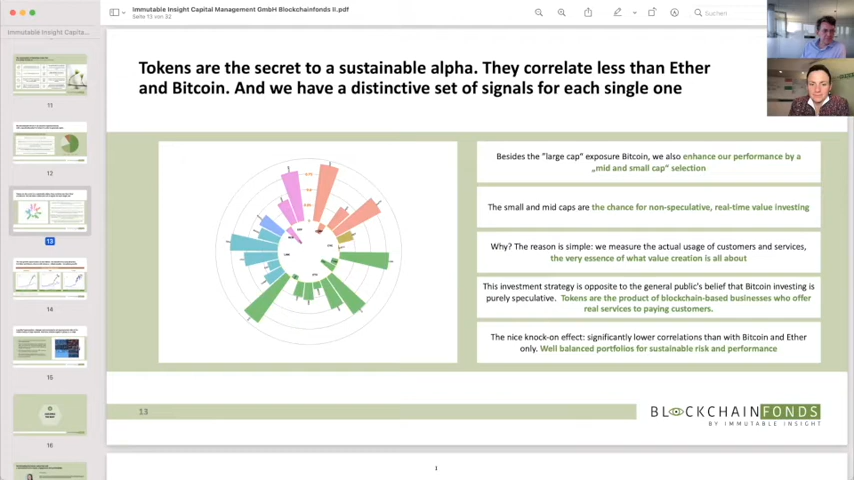 Immutable Insight Capital Management GmbH Blockchainfonds II.pdf
Seite 13 von 32
Suchen
Immutable Insight Capita...
11
12
13
14
15
16
Tokens are the secret to a sustainable alpha. They correlate less than Ether
and Bitcoin. And we have a distinctive set of signals for each single one
Besides the "large cap" exposure Bitcoin, we also enhance our performance by a
„mid and small cap" selection
The small and mid caps are the chance for non-speculative, real-time value investing
Why? The reason is simple: we measure the actual usage of customers and services,
the very essence of what value creation is all about
This investment strategy is opposite to the general public's belief that Bitcoin investing is
purely speculative. Tokens are the product of blockchain-based businesses who offer
real services to paying customers.
The nice knock-on effect: significantly lower correlations than with Bitcoin and Ether
only. Well balanced portfolios for sustainable risk and performance
13
BLOCKCHAINFONDS
BY IMMUTABLE INSIGHT
1